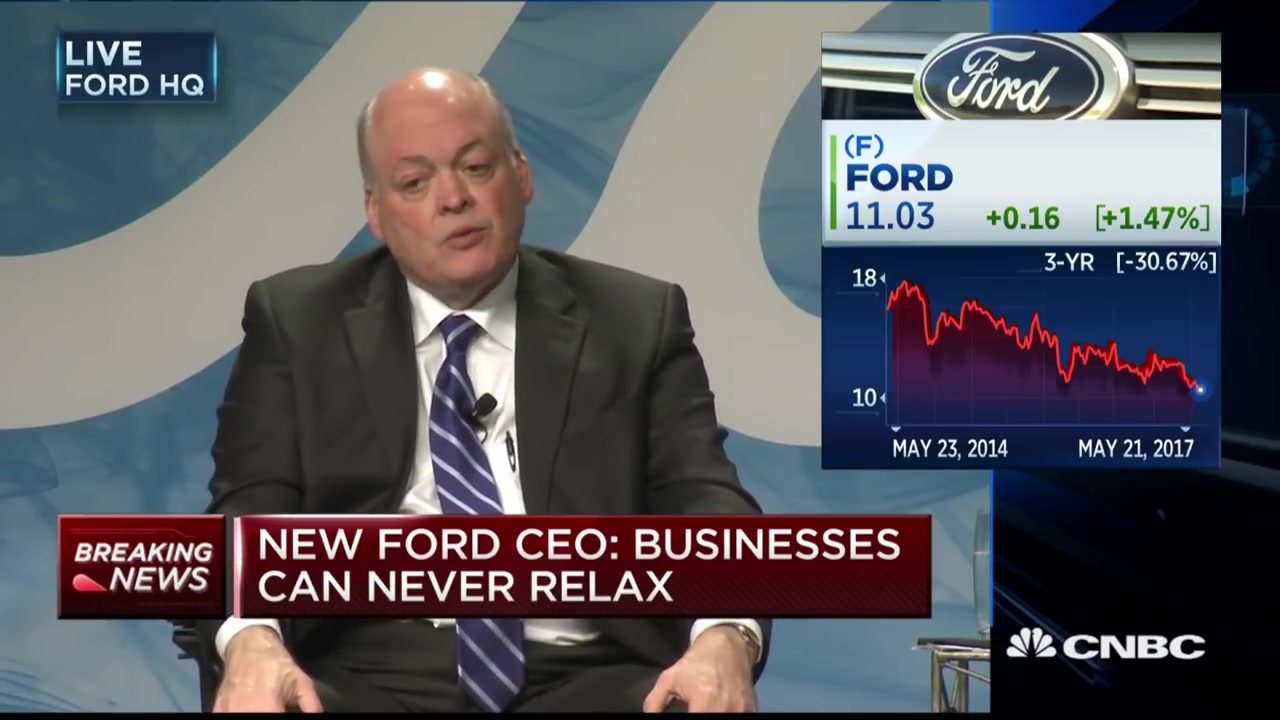 LIVE
FORD HQ
Ford
(F)
FORD
11.03 +0.16 [+1.47%]
3-YR [-30.67%]
18
10
MAY 23, 2014 MAY 21, 2017
BREAKING
NEWS
NEW FORD CEO: BUSINESSES
CAN NEVER RELAX
CNBC